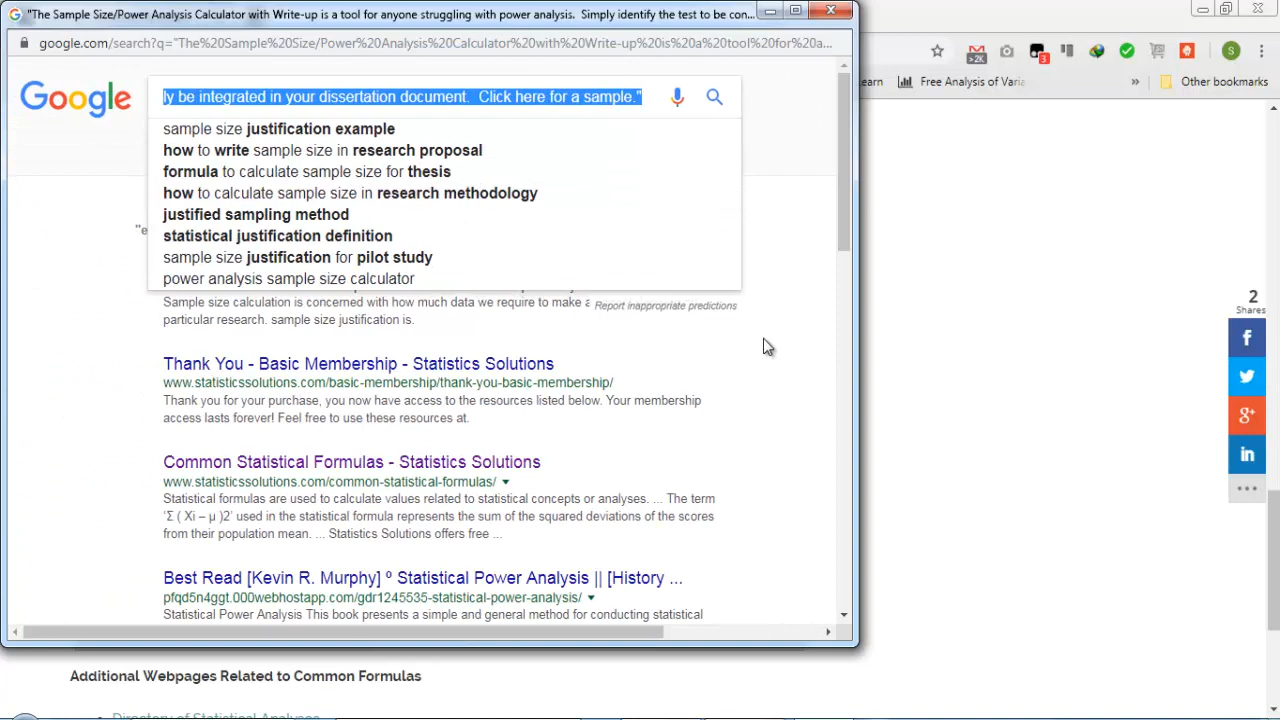 "The Sample Size/Power Analysis Calculator with Write-up is a tool for anyone struggling with power analysis.  Simply identify the test to be con...
google.com/search?q="The%20Sample%20Size/Power%20Analysis%20Calculator%20with%20Write-up%20is%20a%20tool%20for%20a...
Google
ly be integrated in your dissertation document.  Click here for a sample."
sample size justification example
how to write sample size in research proposal
formula to calculate sample size for thesis
how to calculate sample size in research methodology
justified sampling method
statistical justification definition
sample size justification for pilot study
power analysis sample size calculator
"e
Sample size calculation is concerned with how much data we require to make a
Report inappropriate predictions
particular research. sample size justification is.
Thank You - Basic Membership - Statistics Solutions
www.statisticssolutions.com/basic-membership/thank-you-basic-membership/
Thank you for your purchase, you now have access to the resources listed below. Your membership
access lasts forever! Feel free to use these resources at.
Common Statistical Formulas - Statistics Solutions
www.statisticssolutions.com/common-statistical-formulas/
Statistical formulas are used to calculate values related to statistical concepts or analyses. ... The term
'Σ ( Xi – μ )2' used in the statistical formula represents the sum of the squared deviations of the scores
from their population mean. ... Statistics Solutions offers free ...
Best Read [Kevin R. Murphy] º Statistical Power Analysis || [History ...
pfqd5n4ggt.000webhostapp.com/gdr1245535-statistical-power-analysis/
Statistical Power Analysis This book presents a simple and general method for conducting statistical
>2K
3
S
learn
Free Analysis of Varia
»
Other bookmarks
2
Shares
f
g+
in
Additional Webpages Related to Common Formulas
Directory of Statistical Analyses